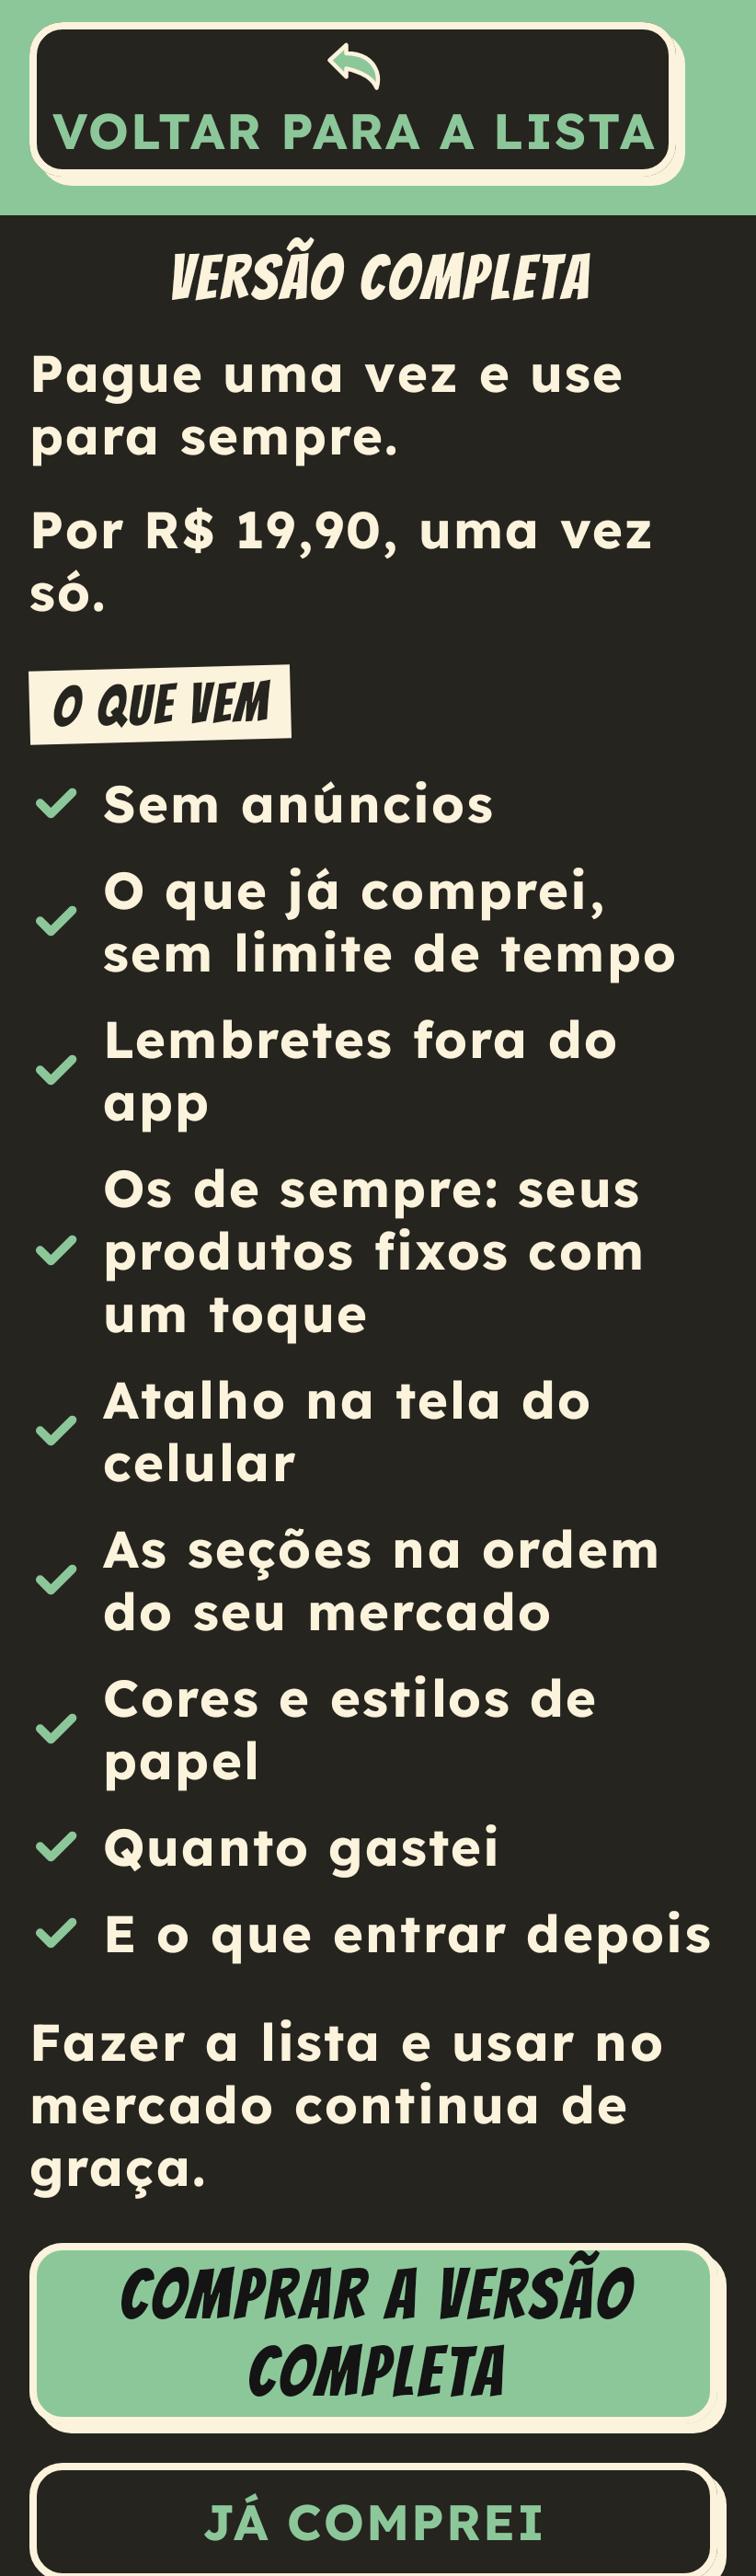 VOLTAR PARA A LISTA
VERSÃO COMPLETA
Pague uma vez e use
para sempre.
Por R$ 19,90, uma vez
só.
O QUE VEM
Sem anúncios
O que já comprei,
sem limite de tempo
Lembretes fora do
app
Os de sempre: seus
produtos fixos com
um toque
Atalho na tela do
celular
As seções na ordem
do seu mercado
Cores e estilos de
papel
Quanto gastei
E o que entrar depois
Fazer a lista e usar no
mercado continua de
graça.
COMPRAR A VERSÃO
COMPLETA
JÁ COMPREI